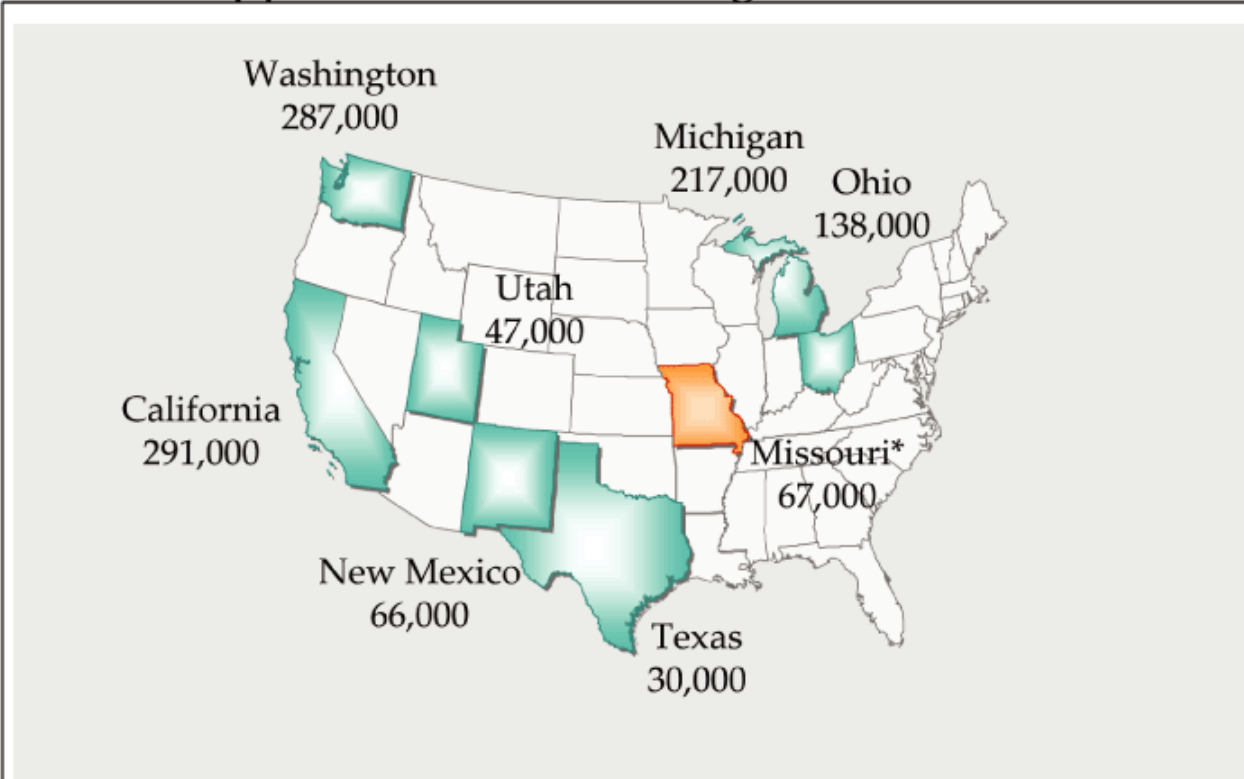 Washington
287,000
Michigan
217,000
Ohio
138,000
Utah
47,000
California
291,000
Missouri*
67,000
New Mexico
66,000
Texas
30,000